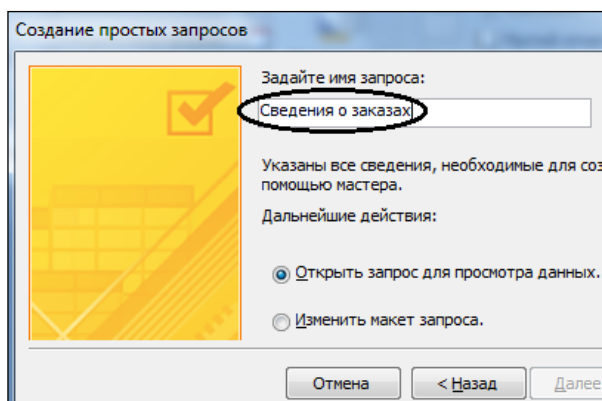 Создание простых запросов
Задайте имя запроса:
Сведения о заказах
Указаны все сведения, необходимые для соз
помощью мастера.
Дальнейшие действия:
Открыть запрос для просмотра данных.
Изменить макет запроса.
Отмена
< Назад
Далее